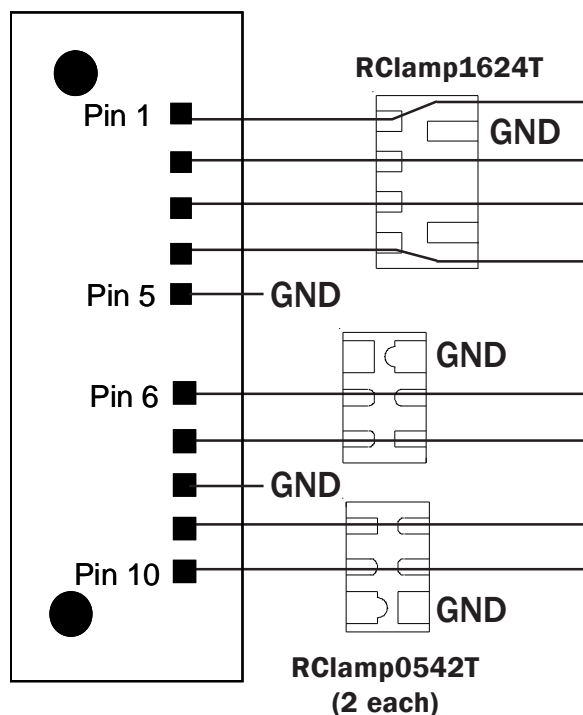 RClamp1624T
Pin 1
GND
Pin 5
GND
GND
Pin 6
GND
Pin 10
GND
RClamp0542T
(2 each)